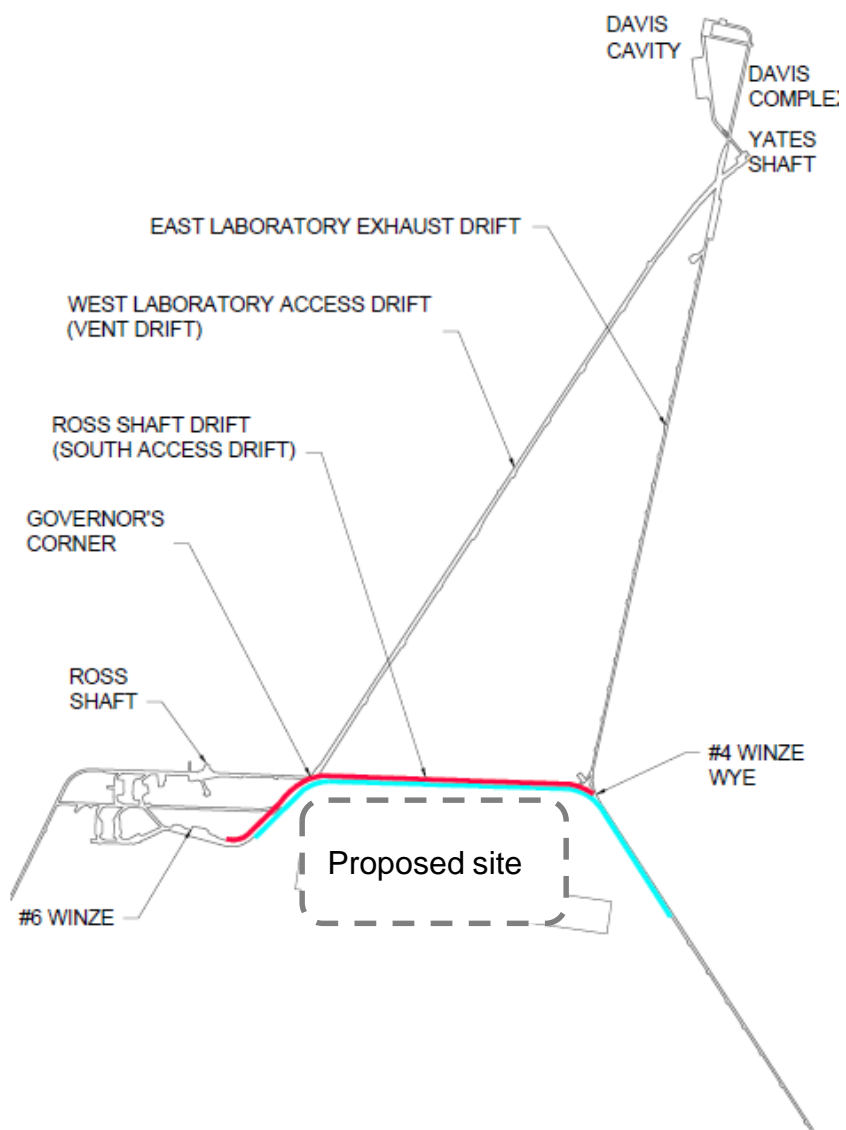 DAVIS
CAVITY
DAVIS
COMPLEX
YATES
SHAFT
EAST LABORATORY EXHAUST DRIFT
WEST LABORATORY ACCESS DRIFT
(VENT DRIFT)
ROSS SHAFT DRIFT
(SOUTH ACCESS DRIFT)
GOVERNOR'S
CORNER
ROSS
SHAFT
#4 WINZE
WYE
Proposed site
#6 WINZE